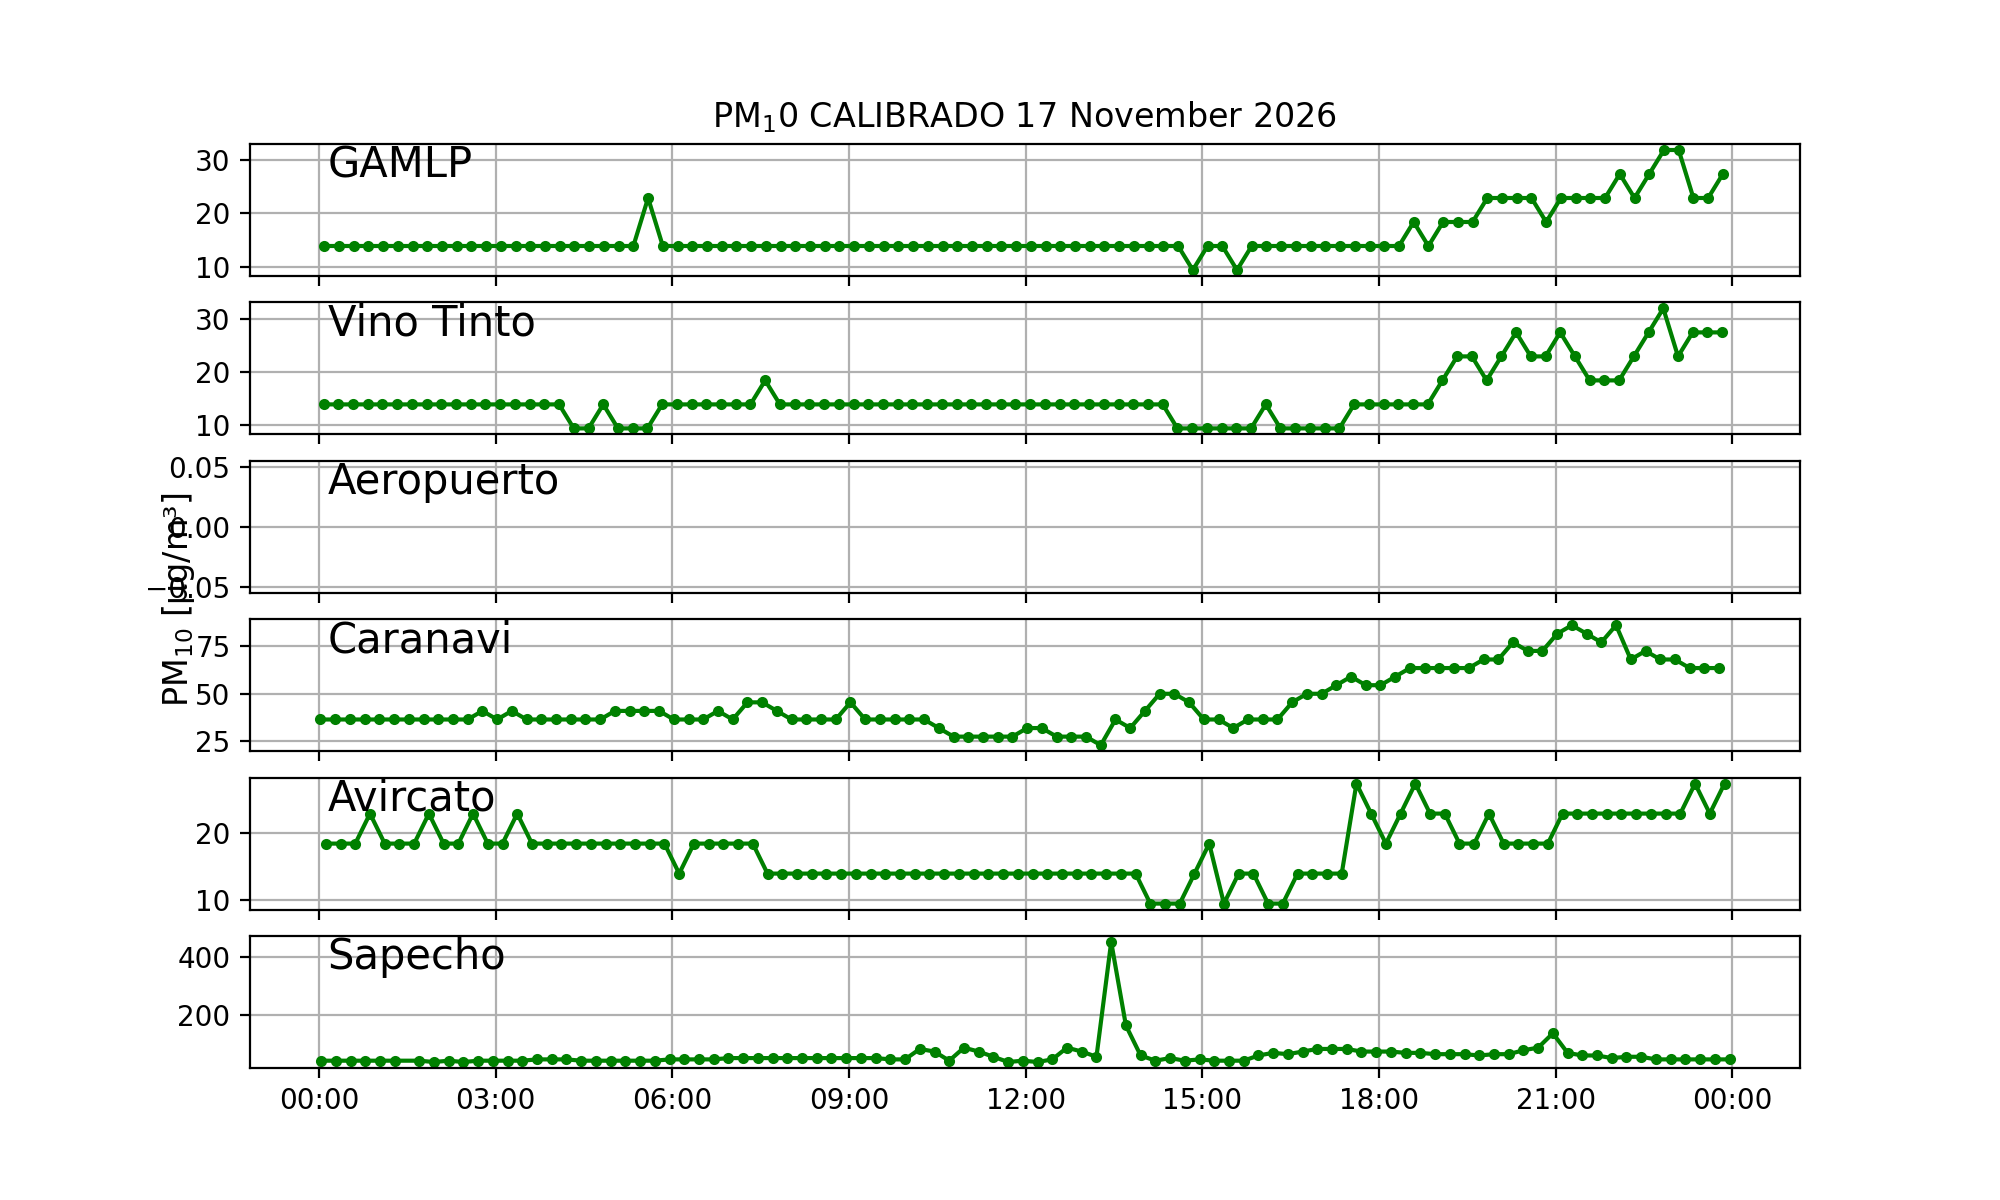 PM₁0 CALIBRADO 17 November 2026
GAMLP
30
20
10
Vino Tinto
30
20
10
Aeropuerto
0.05
0.00
−0.05
PM₁₀ [µg/m³]
Caranavi
75
50
25
Avircato
20
10
Sapecho
400
200
00:00 03:00 06:00 09:00 12:00 15:00 18:00 21:00 00:00